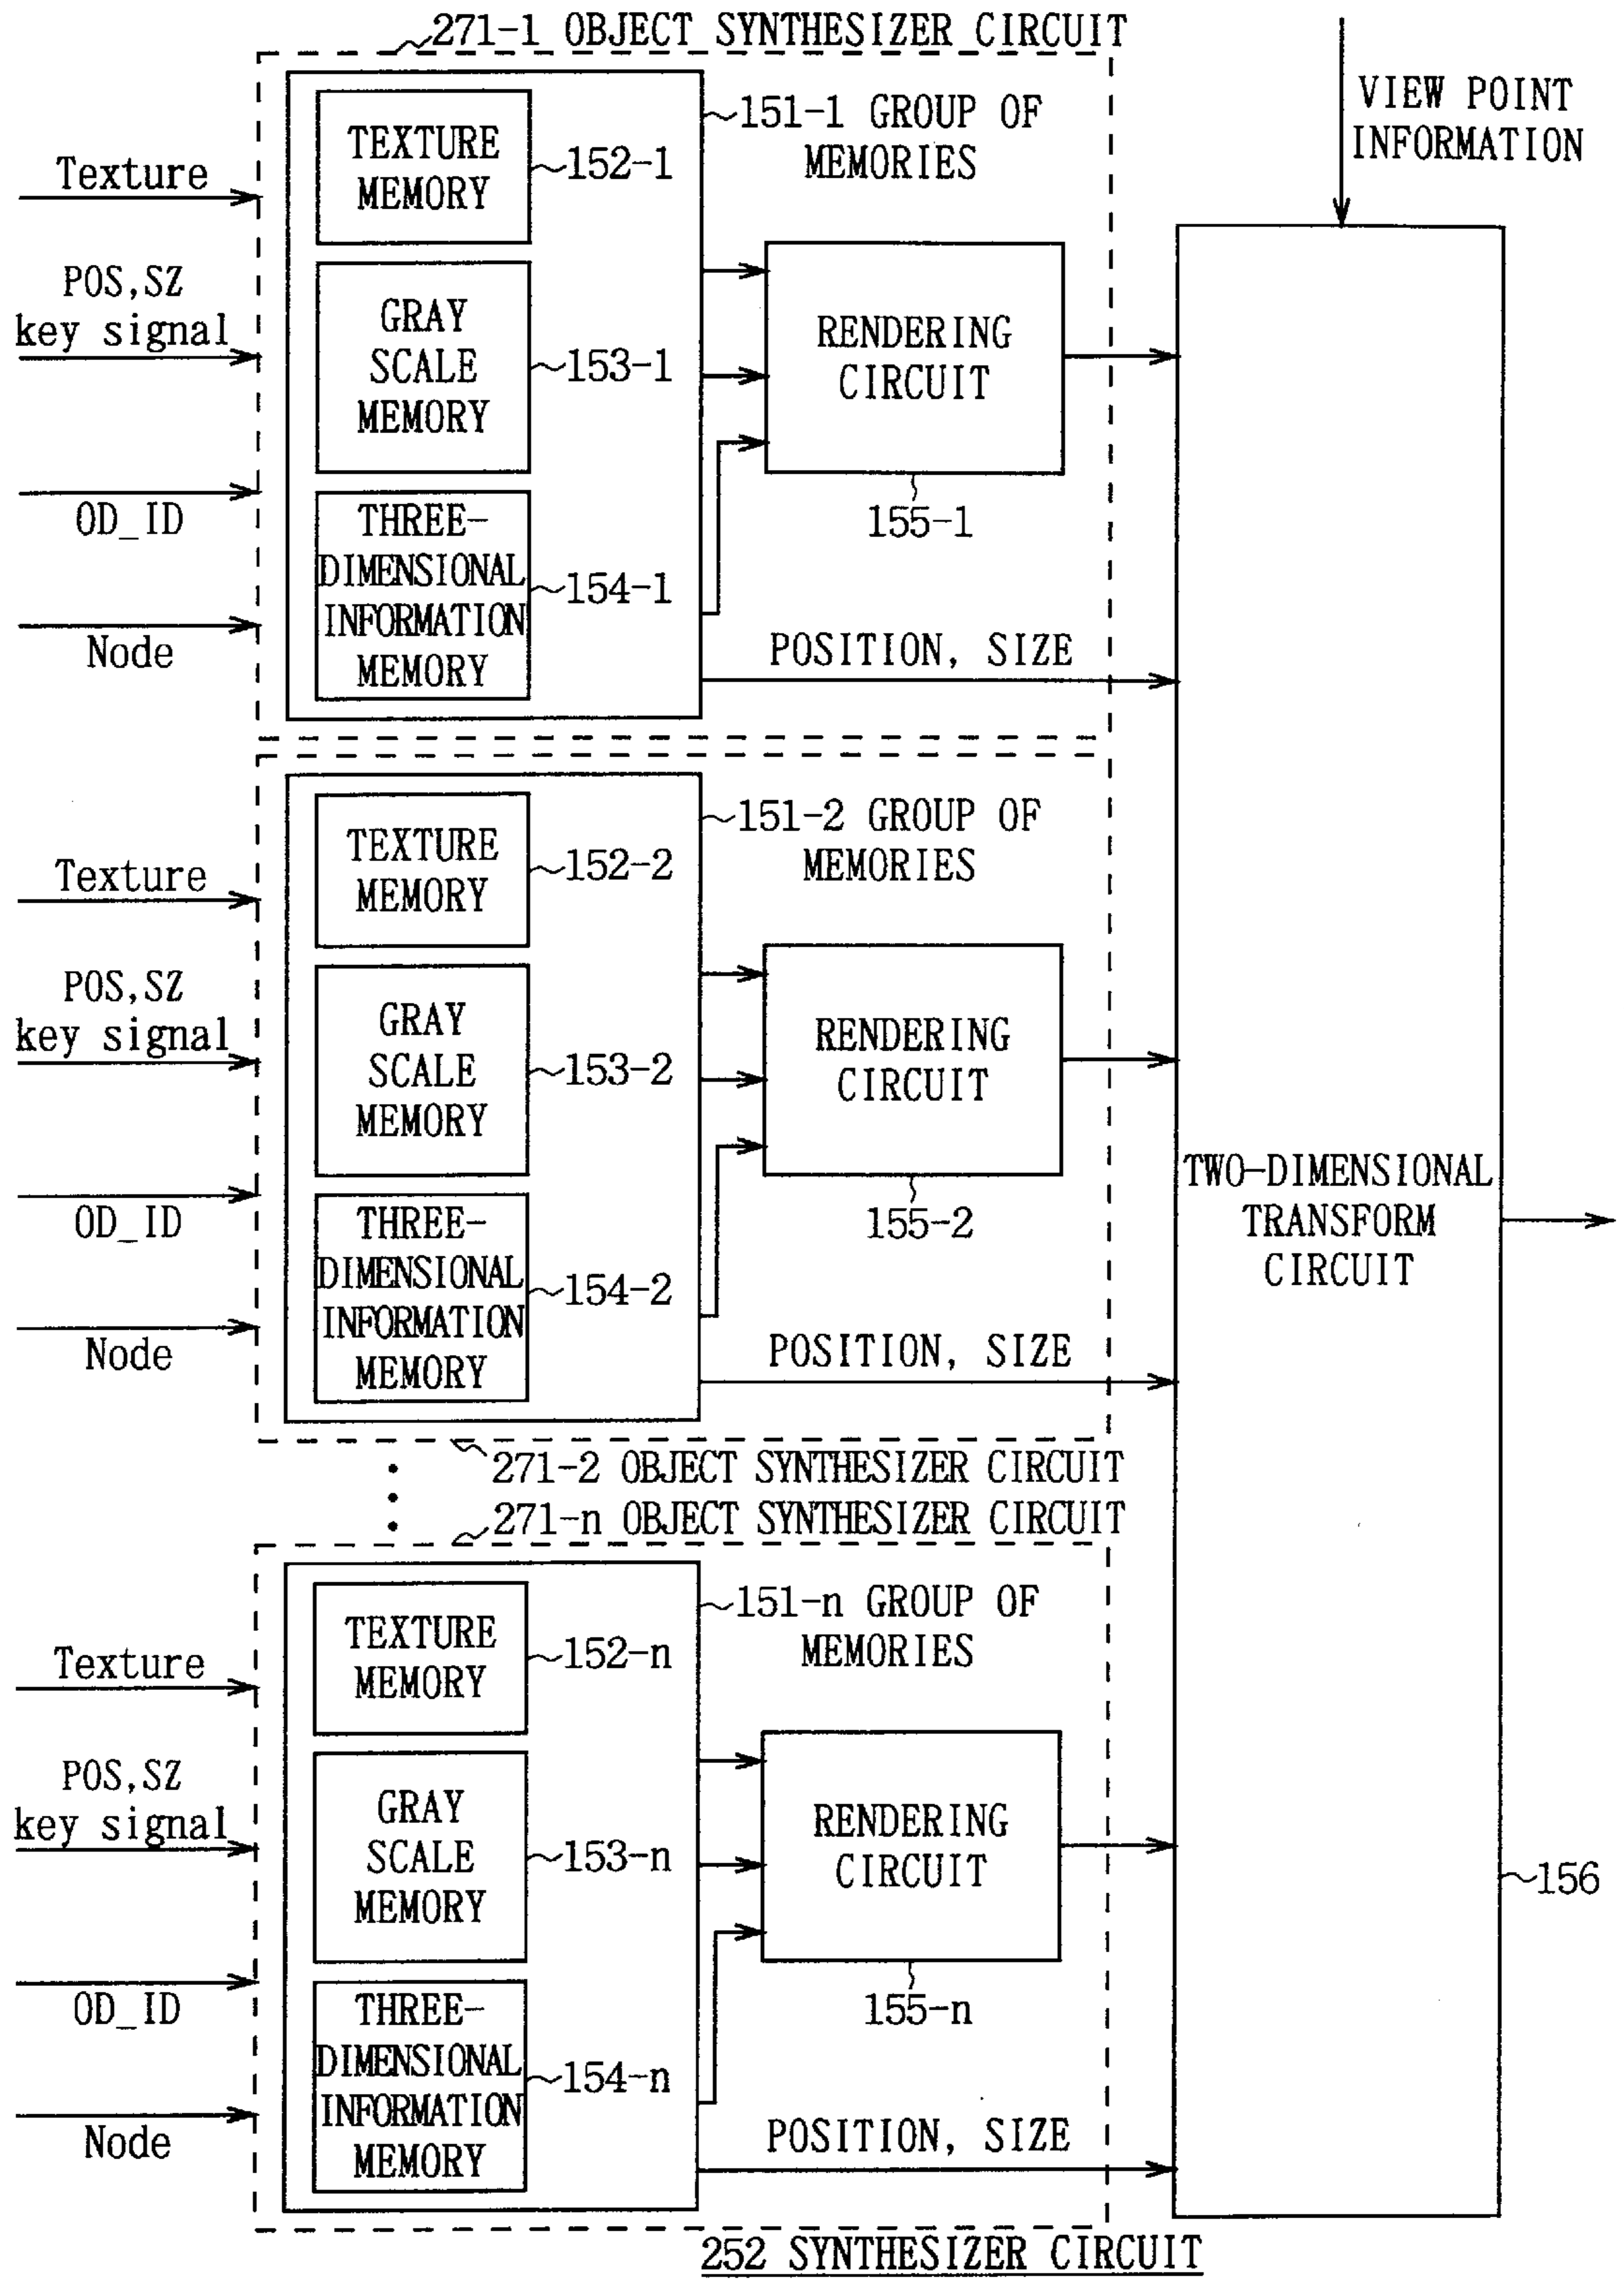 271-1 OBJECT SYNTHESIZER CIRCUIT
VIEW POINT
INFORMATION
Texture
POS,SZ
key signal
OD_ID
Node
TEXTURE
MEMORY
152-1
151-1 GROUP OF
MEMORIES
GRAY
SCALE
MEMORY
153-1
RENDERING
CIRCUIT
155-1
THREE-
DIMENSIONAL
INFORMATION
MEMORY
154-1
POSITION, SIZE
Texture
POS,SZ
key signal
OD_ID
Node
TEXTURE
MEMORY
152-2
151-2 GROUP OF
MEMORIES
GRAY
SCALE
MEMORY
153-2
RENDERING
CIRCUIT
155-2
THREE-
DIMENSIONAL
INFORMATION
MEMORY
154-2
POSITION, SIZE
TWO-DIMENSIONAL
TRANSFORM
CIRCUIT
271-2 OBJECT SYNTHESIZER CIRCUIT
271-n OBJECT SYNTHESIZER CIRCUIT
Texture
POS,SZ
key signal
OD_ID
Node
TEXTURE
MEMORY
152-n
151-n GROUP OF
MEMORIES
GRAY
SCALE
MEMORY
153-n
RENDERING
CIRCUIT
155-n
THREE-
DIMENSIONAL
INFORMATION
MEMORY
154-n
POSITION, SIZE
156
252 SYNTHESIZER CIRCUIT